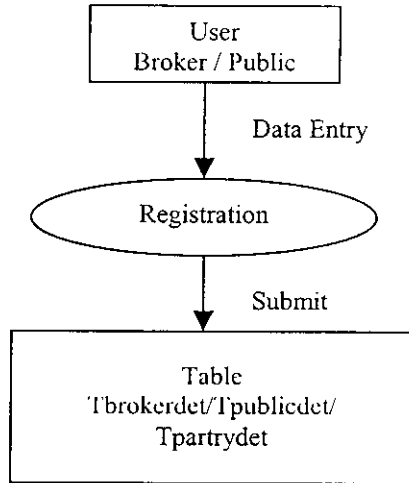 User
Broker / Public
Data Entry
Registration
Submit
Table
Tbrokerdet/Tpublicdet/
Tpartrydet